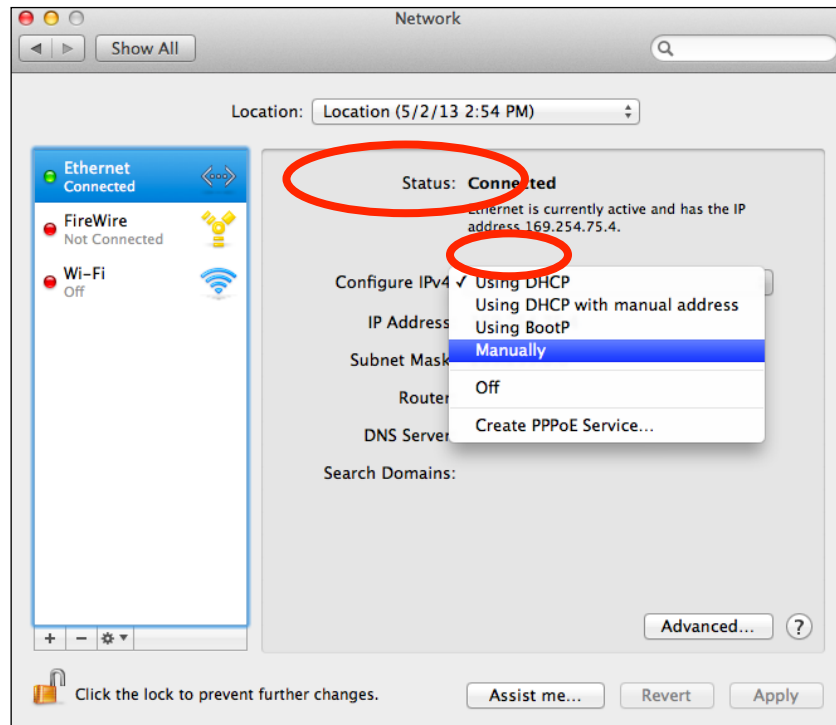 Network
Show All
Location: Location (5/2/13 2:54 PM)
Ethernet
Connected
FireWire
Not Connected
Wi-Fi
Off
Status: Connected
Ethernet is currently active and has the IP
address 169.254.75.4.
Configure IPv4 ✓ Using DHCP
Using DHCP with manual address
Using BootP
Manually
Off
Create PPPoE Service...
IP Address
Subnet Mask
Router
DNS Server
Search Domains:
Advanced... ?
+ −
Click the lock to prevent further changes.
Assist me... Revert Apply